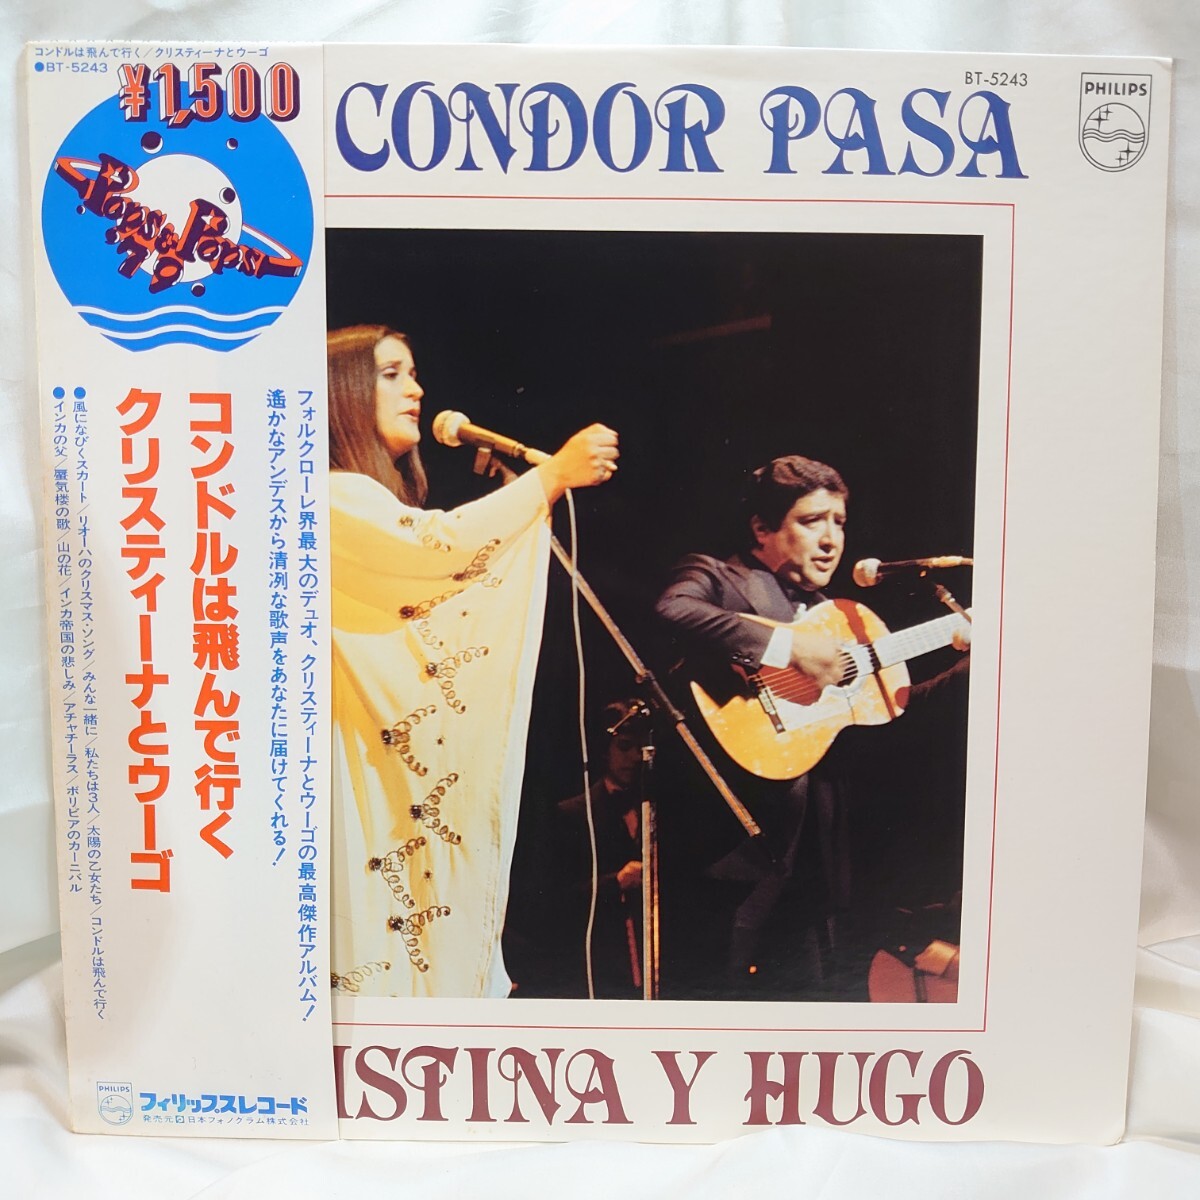 コンドルは飛んで行く/クリスティーナとウーゴ
●BT-5243
¥1,500
Pops Pops
コンドルは飛んで行く
クリスティーナとウーゴ
フォルクローレ界最大のデュオ、クリスティーナとウーゴの最高傑作アルバム!
遙かなアンデスから清冽な歌声をあなたに届けてくれる!
●風になびくスカート/リオーハのクリスマス・ソング/みんな一緒に/私たちは3人/太陽の乙女たち/コンドルは飛んで行く
●インカの父/蜃気楼の歌/山の花/インカ帝国の悲しみ/アチャチーラス/ボリビアのカーニバル
PHILIPS
フィリップスレコード
発売元 日本フォノグラム株式会社
BT-5243
PHILIPS
CONDOR PASA
ISTINA Y HUGO